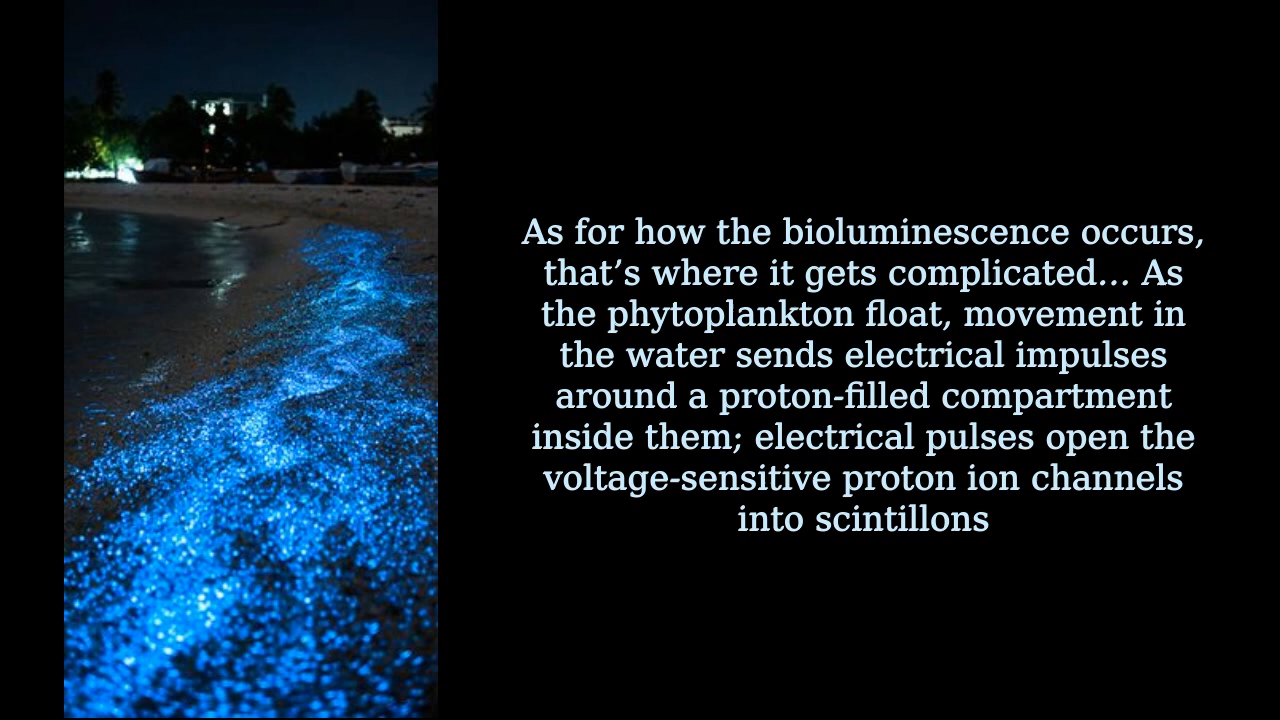 As for how the bioluminescence occurs,
that’s where it gets complicated... As
the phytoplankton float, movement in
the water sends electrical impulses
around a proton-filled compartment
inside them; electrical pulses open the
voltage-sensitive proton ion channels
into scintillons